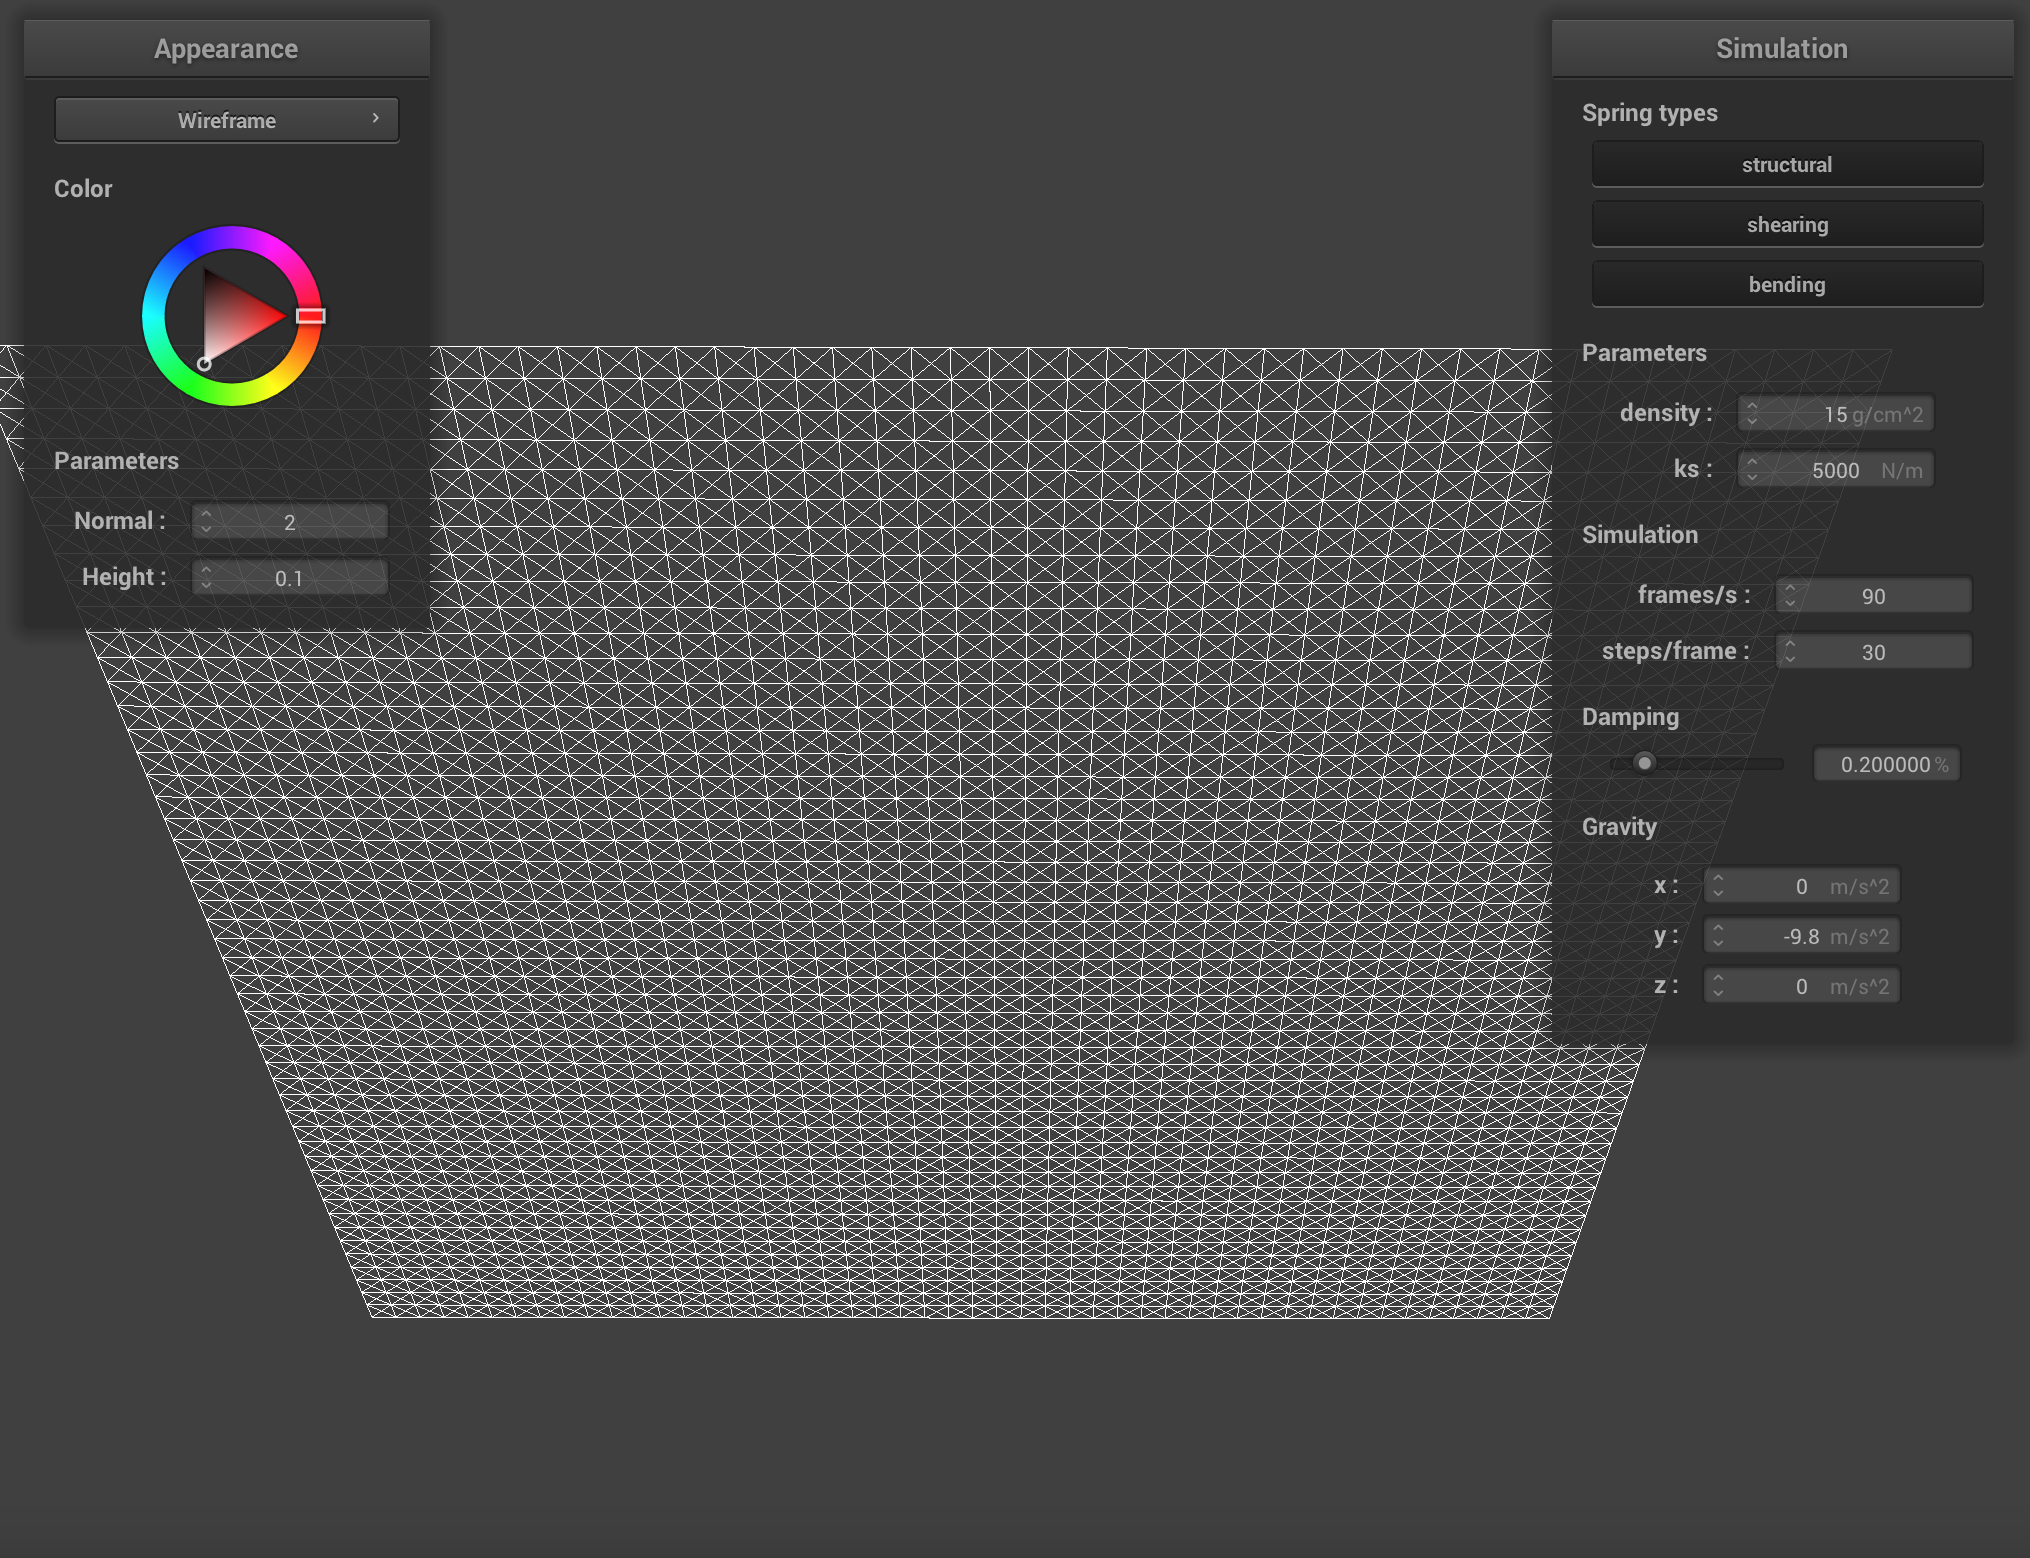 Appearance
Wireframe
Color
Parameters
Normal : 2
Height : 0.1
Simulation
Spring types
structural
shearing
bending
Parameters
density : 15 g/cm^2
ks : 5000 N/m
Simulation
frames/s : 90
steps/frame : 30
Damping
0.200000 %
Gravity
x : 0 m/s^2
y : -9.8 m/s^2
z : 0 m/s^2